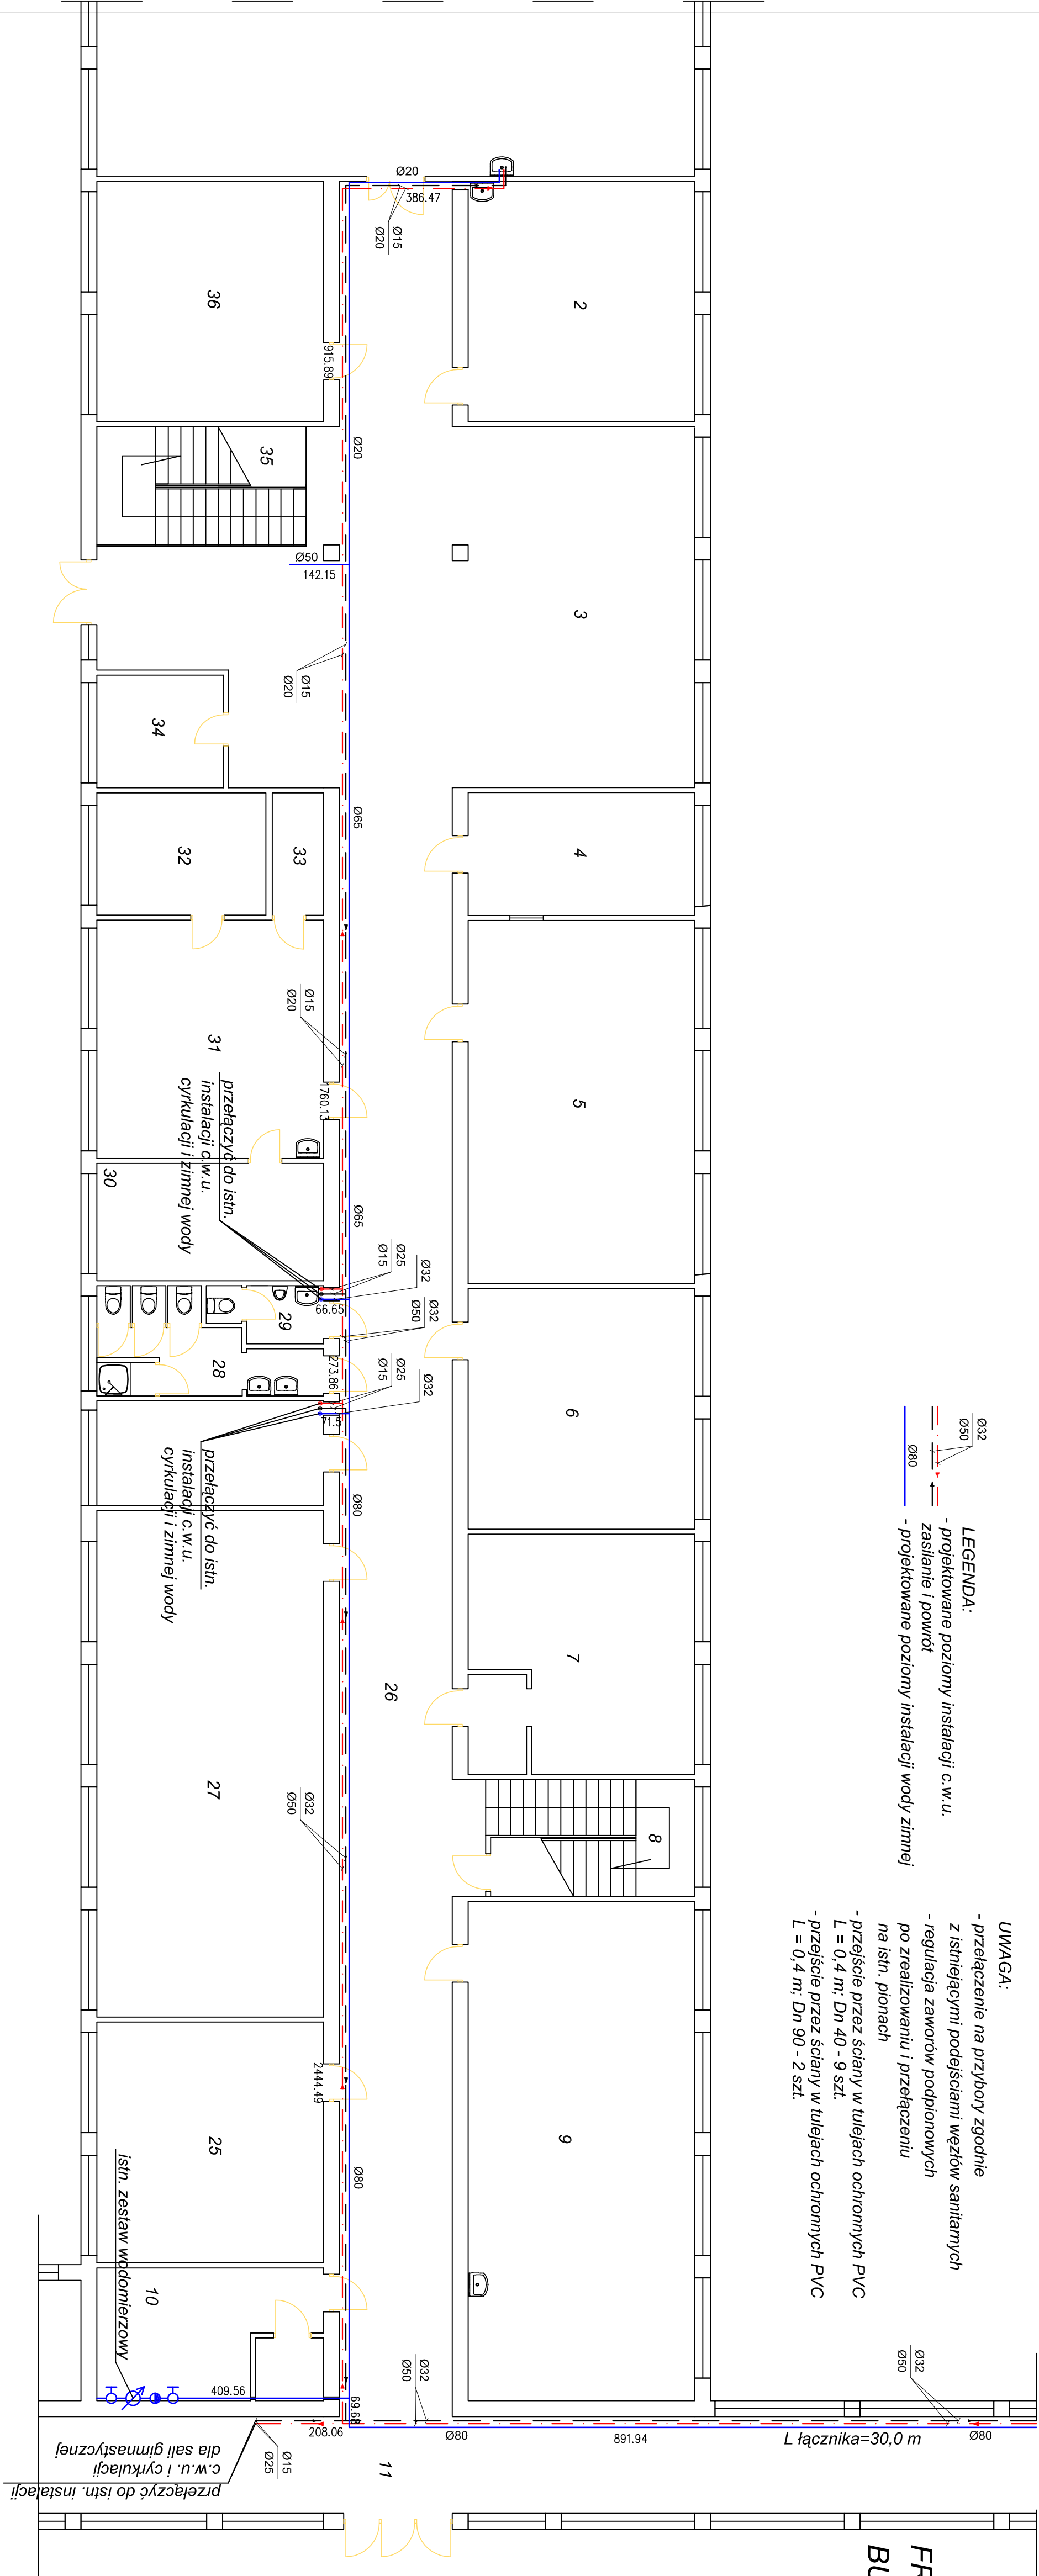 LEGENDA:
Ø32
Ø50
- projektowane poziomy instalacji c.w.u.
zasilanie i powrót
Ø80
- projektowane poziomy instalacji wody zimnej
UWAGA:
- przełączenie na przybory zgodnie
z istniejącymi podejściami węzłów sanitarnych
- regulacja zaworów podpionowych
po zrealizowaniu i przełączeniu
na istn. pionach
- przejście przez ściany w tulejach ochronnych PVC
L = 0,4 m; Dn 40 - 9 szt.
- przejście przez ściany w tulejach ochronnych PVC
L = 0,4 m; Dn 90 - 2 szt.
Ø32
Ø50
Ø80
L łącznika=30,0 m
2
3
4
5
6
7
8
9
Ø20
386.47
Ø15
Ø20
915.89
Ø20
Ø50
142.15
Ø15
Ø20
Ø65
Ø15
Ø20
1760.13
Ø65
Ø25
Ø15
Ø32
66.65
Ø32
Ø50
273.86
Ø25
Ø15
Ø32
71.5
Ø80
26
Ø32
Ø50
2444.49
Ø80
Ø32
Ø50
69.68
409.56
208.06
Ø80
891.94
11
Ø15
Ø25
36
35
34
33
32
31
30
29
28
27
25
10
przełączyć do istn.
instalacji c.w.u.
cyrkulacji i zimnej wody
przełączyć do istn.
instalacji c.w.u.
cyrkulacji i zimnej wody
istn. zestaw wodomierzowy
przełączyć do istn. instalacji
c.w.u. i cyrkulacji
dla sali gimnastycznej